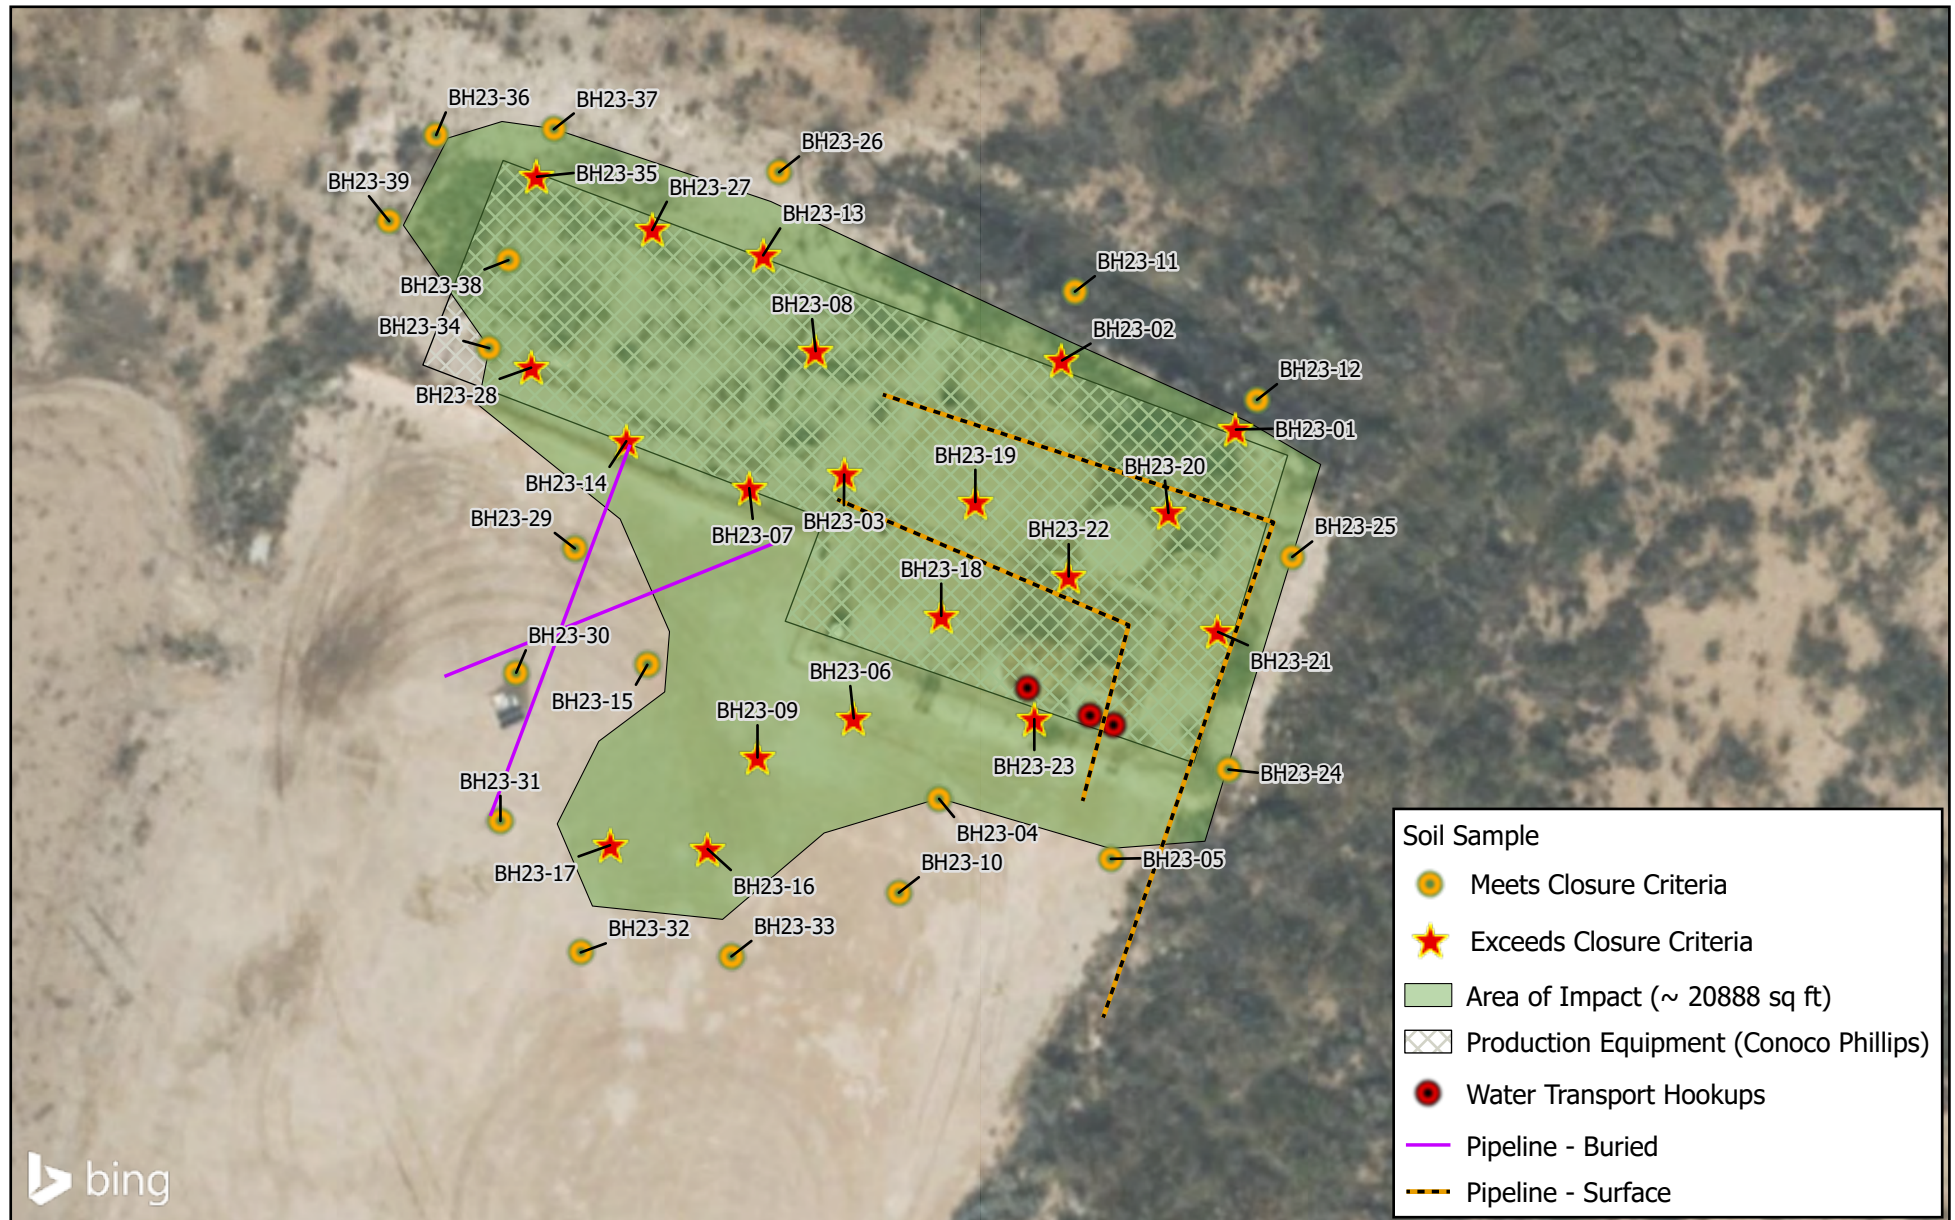 BH23-36
BH23-37
BH23-26
BH23-39
BH23-35
BH23-27
BH23-13
BH23-11
BH23-38
BH23-08
BH23-34
BH23-02
BH23-12
BH23-28
BH23-01
BH23-19
BH23-20
BH23-14
BH23-29
BH23-07
BH23-03
BH23-22
BH23-25
BH23-18
BH23-30
BH23-21
BH23-06
BH23-15
BH23-09
BH23-23
BH23-24
BH23-31
BH23-04
BH23-10
BH23-05
BH23-17
BH23-16
BH23-32
BH23-33
Soil Sample
Meets Closure Criteria
Exceeds Closure Criteria
Area of Impact (~ 20888 sq ft)
Production Equipment (Conoco Phillips)
Water Transport Hookups
Pipeline - Buried
Pipeline - Surface
bing